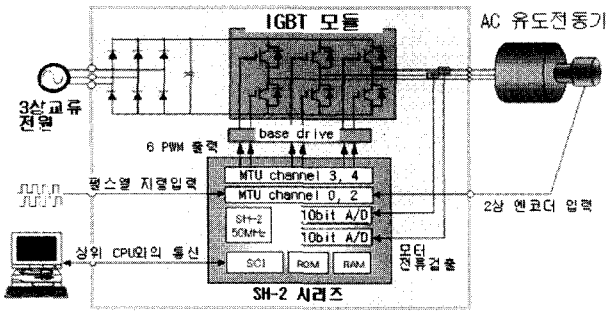 IGBT 모듈
AC 유도전동기
3상교류
전원
base drive
6 PWM 출력
MTU channel 3, 4
펄스열 지령입력
MTU channel 0, 2
2상 엔코더 입력
SH-2
50MHz
10bit A/D
10bit A/D
모터
전류검출
상위 CPU와의 통신
SCI
ROM
RAM
SH-2 시리즈